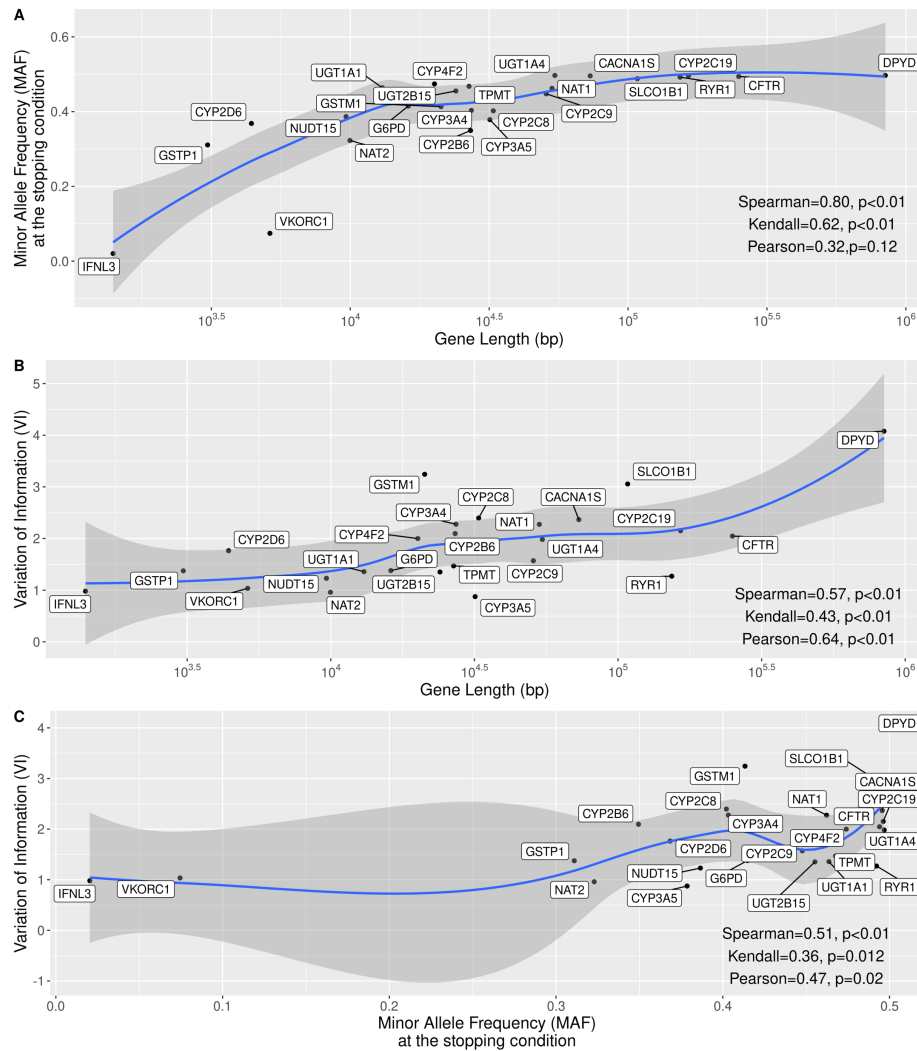 A
Minor Allele Frequency (MAF)
at the stopping condition
0.6
0.4
0.2
0.0
UGT1A1
CYP4F2
UGT1A4
CACNA1S
CYP2C19
DPYD
UGT2B15
TPMT
NAT1
SLCO1B1
RYR1
CFTR
GSTM1
CYP2D6
NUDT15
G6PD
CYP3A4
CYP2C8
CYP2C9
GSTP1
NAT2
CYP2B6
CYP3A5
VKORC1
IFNL3
Spearman=0.80, p<0.01
Kendall=0.62, p<0.01
Pearson=0.32,p=0.12
10^3.5 10^4 10^4.5 10^5 10^5.5 10^6
Gene Length (bp)
B
Variation of Information (VI)
5
4
3
2
1
0
DPYD
GSTM1
SLCO1B1
CYP2C8
CACNA1S
CYP3A4
NAT1
CYP2C19
CYP2D6
CYP4F2
CYP2B6
UGT1A4
CFTR
UGT1A1
G6PD
GSTP1
NUDT15
UGT2B15
TPMT
CYP2C9
RYR1
IFNL3
VKORC1
NAT2
CYP3A5
Spearman=0.57, p<0.01
Kendall=0.43, p<0.01
Pearson=0.64, p<0.01
10^3.5 10^4 10^4.5 10^5 10^5.5 10^6
Gene Length (bp)
C
Variation of Information (VI)
4
3
2
1
0
-1
DPYD
SLCO1B1
GSTM1
CACNA1S
CYP2C8
NAT1
CYP2C19
CYP2B6
CYP3A4
CFTR
CYP4F2
UGT1A4
GSTP1
CYP2D6
CYP2C9
TPMT
NUDT15
G6PD
IFNL3
VKORC1
NAT2
CYP3A5
UGT2B15
UGT1A1
RYR1
Spearman=0.51, p<0.01
Kendall=0.36, p=0.012
Pearson=0.47, p=0.02
0.0 0.1 0.2 0.3 0.4 0.5
Minor Allele Frequency (MAF)
at the stopping condition